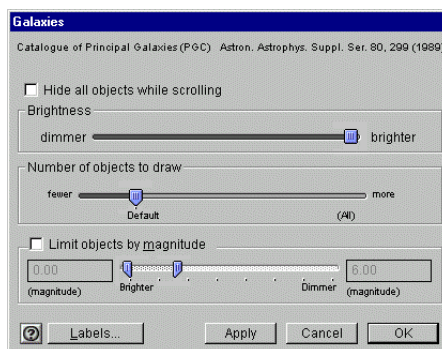 Galaxies
Catalogue of Principal Galaxies (PGC) Astron. Astrophys. Suppl. Ser. 80, 299 (1989)
Hide all objects while scrolling
Brightness
dimmer brighter
Number of objects to draw
fewer more
Default (All)
Limit objects by magnitude
0.00 6.00
(magnitude) Brighter Dimmer (magnitude)
? Labels... Apply Cancel OK